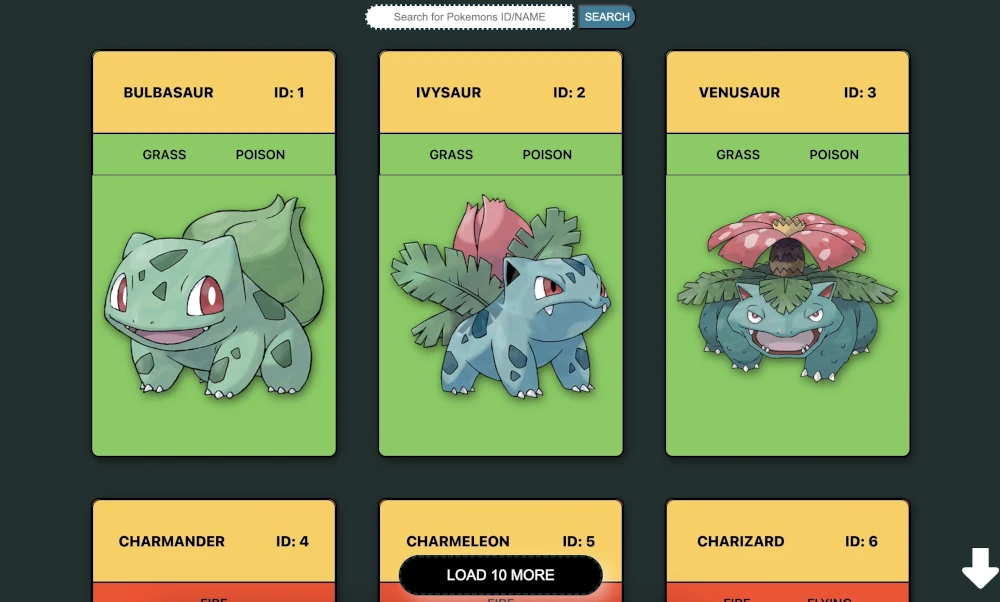 Search for Pokemons ID/NAME SEARCH
BULBASAUR ID: 1
GRASS POISON
IVYSAUR ID: 2
GRASS POISON
VENUSAUR ID: 3
GRASS POISON
CHARMANDER ID: 4
FIRE
CHARMELEON ID: 5
FIRE
CHARIZARD ID: 6
FIRE FLYING
LOAD 10 MORE